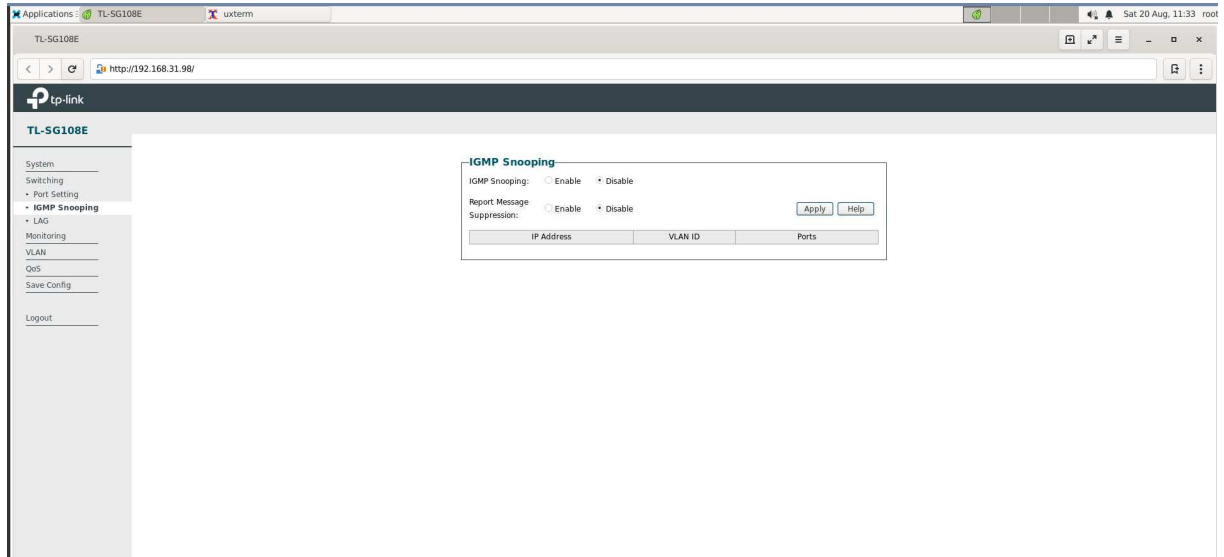 Applications TL-SG108E uxterm Sat 20 Aug, 11:33 root
TL-SG108E
http://192.168.31.98/
tp-link
TL-SG108E
System
Switching
• Port Setting
• IGMP Snooping
• LAG
Monitoring
VLAN
QoS
Save Config
Logout
IGMP Snooping
IGMP Snooping: Enable Disable
Report Message Suppression: Enable Disable Apply Help
IP Address VLAN ID Ports